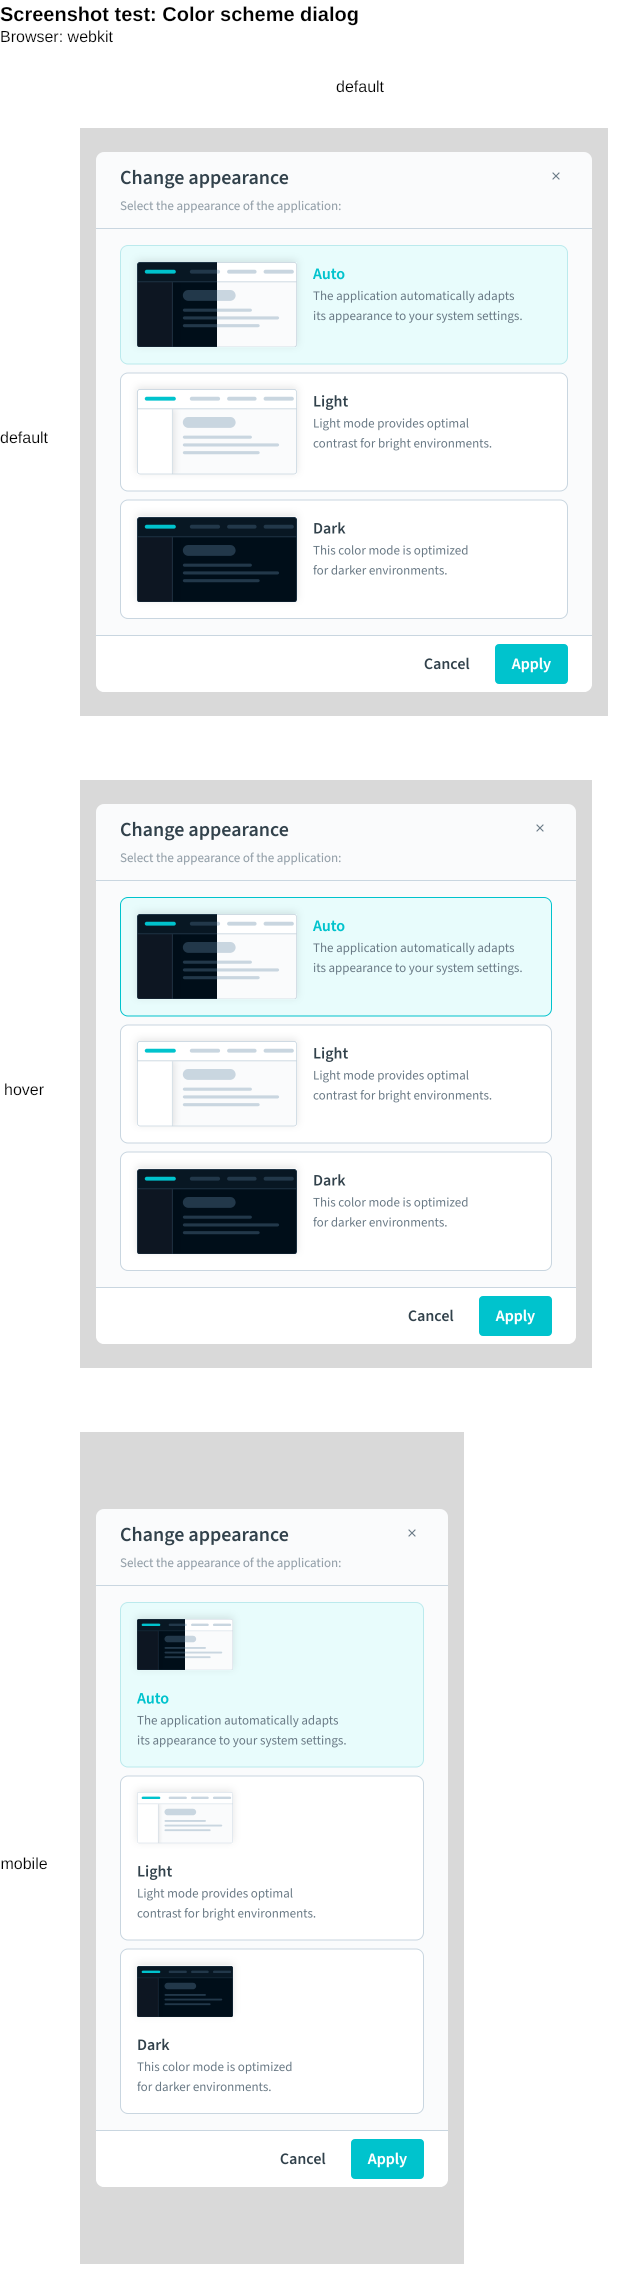 Screenshot test: Color scheme dialog
Browser: webkit
default
default
Change appearance
×
Select the appearance of the application:
Auto
The application automatically adapts
its appearance to your system settings.
Light
Light mode provides optimal
contrast for bright environments.
Dark
This color mode is optimized
for darker environments.
Cancel
Apply
hover
Change appearance
×
Select the appearance of the application:
Auto
The application automatically adapts
its appearance to your system settings.
Light
Light mode provides optimal
contrast for bright environments.
Dark
This color mode is optimized
for darker environments.
Cancel
Apply
mobile
Change appearance
×
Select the appearance of the application:
Auto
The application automatically adapts
its appearance to your system settings.
Light
Light mode provides optimal
contrast for bright environments.
Dark
This color mode is optimized
for darker environments.
Cancel
Apply